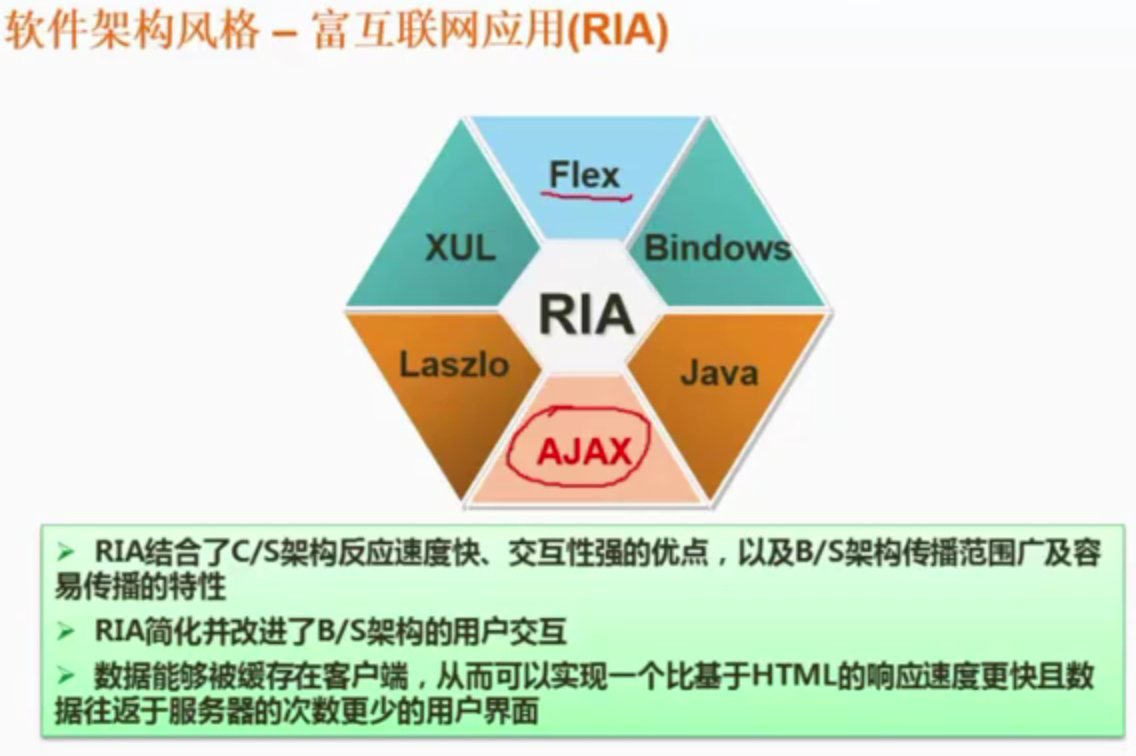 软件架构风格 – 富互联网应用(RIA)
Flex
XUL
Bindows
RIA
Laszlo
Java
AJAX
RIA结合了C/S架构反应速度快、交互性强的优点，以及B/S架构传播范围广及容
易传播的特性
RIA简化并改进了B/S架构的用户交互
数据能够被缓存在客户端，从而可以实现一个比基于HTML的响应速度更快且数
据往返于服务器的次数更少的用户界面